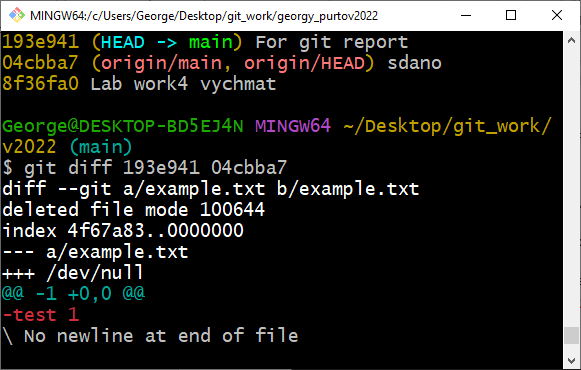 MINGW64:/c/Users/George/Desktop/git_work/georgy_purtov2022
193e941 (HEAD -> main) For git report
04cbba7 (origin/main, origin/HEAD) sdano
8f36fa0 Lab work4 vychmat
George@DESKTOP-BD5EJ4N MINGW64 ~/Desktop/git_work/
v2022 (main)
$ git diff 193e941 04cbba7
diff --git a/example.txt b/example.txt
deleted file mode 100644
index 4f67a83..0000000
--- a/example.txt
+++ /dev/null
@@ -1 +0,0 @@
-test 1
\ No newline at end of file